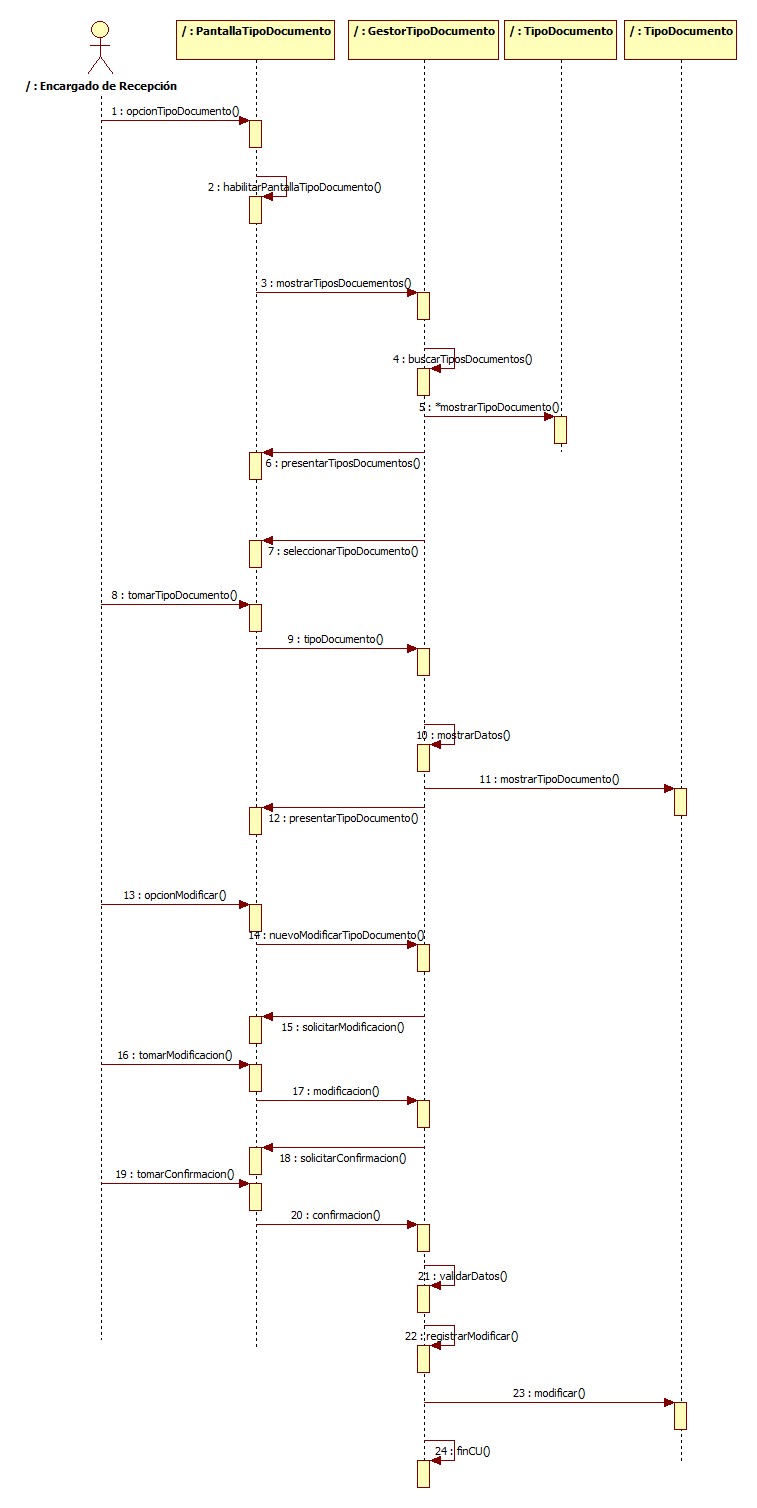 / : PantallaTipoDocumento
/ : GestorTipoDocumento
/ : TipoDocumento
/ : TipoDocumento
/ : Encargado de Recepción
1 : opcionTipoDocumento()
2 : habilitarPantallaTipoDocumento()
3 : mostrarTiposDocuementos()
4 : buscarTiposDocumentos()
5 : *mostrarTipoDocumento()
6 : presentarTiposDocumentos()
7 : seleccionarTipoDocumento()
8 : tomarTipoDocumento()
9 : tipoDocumento()
10 : mostrarDatos()
11 : mostrarTipoDocumento()
12 : presentarTipoDocumento()
13 : opcionModificar()
14 : nuevoModificarTipoDocumento()
15 : solicitarModificacion()
16 : tomarModificacion()
17 : modificacion()
18 : solicitarConfirmacion()
19 : tomarConfirmacion()
20 : confirmacion()
21 : validarDatos()
22 : registrarModificar()
23 : modificar()
24 : finCU()